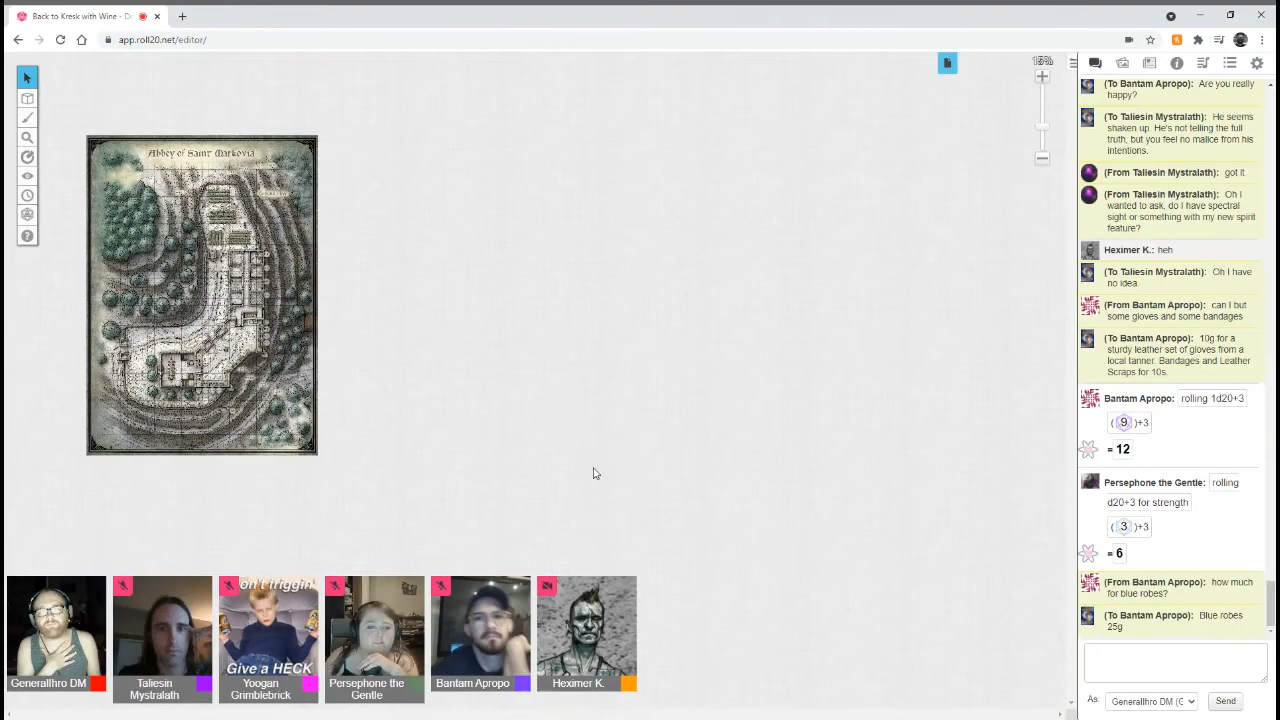 Back to Kresk with Wine - D
app.roll20.net/editor/
15%
Abbey of Saint Markovia
(To Bantam Apropo): Are you really
happy?
(To Taliesin Mystralath): He seems
shaken up. He's not telling the full
truth, but you feel no malice from his
intentions.
(From Taliesin Mystralath): got it
(From Taliesin Mystralath): Oh I
wanted to ask, do I have spectral
sight or something with my new spirit
feature?
Heximer K.: heh
(To Taliesin Mystralath): Oh I have
no idea.
(From Bantam Apropo): can I but
some gloves and some bandages
(To Bantam Apropo): 10g for a
sturdy leather set of gloves from a
local tanner. Bandages and Leather
Scraps for 10s.
Bantam Apropo: rolling 1d20+3
(9)+3
= 12
Persephone the Gentle: rolling
d20+3 for strength
(3)+3
= 6
(From Bantam Apropo): how much
for blue robes?
(To Bantam Apropo): Blue robes
25g
As: Generallhro DM (G
Send
Give a HECK
Generallhro DM
Taliesin
Mystralath
Yoogan
Grimblebrick
Persephone the
Gentle
Bantam Apropo
Heximer K.